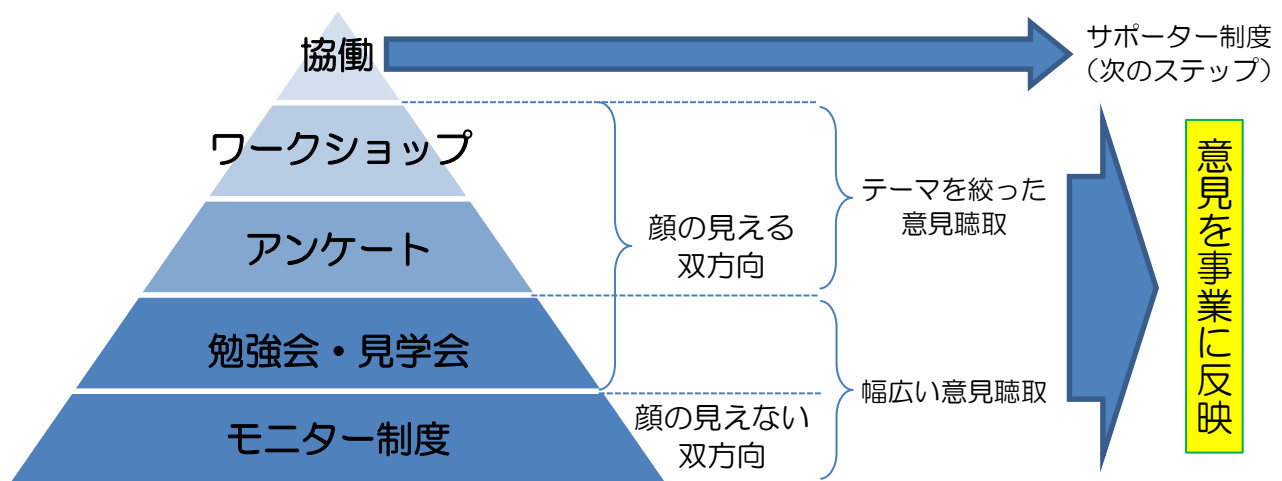 協働
サポーター制度
（次のステップ）
ワークショップ
アンケート
勉強会・見学会
モニター制度
顔の見える
双方向
顔の見えない
双方向
テーマを絞った
意見聴取
幅広い意見聴取
意見を事業に反映